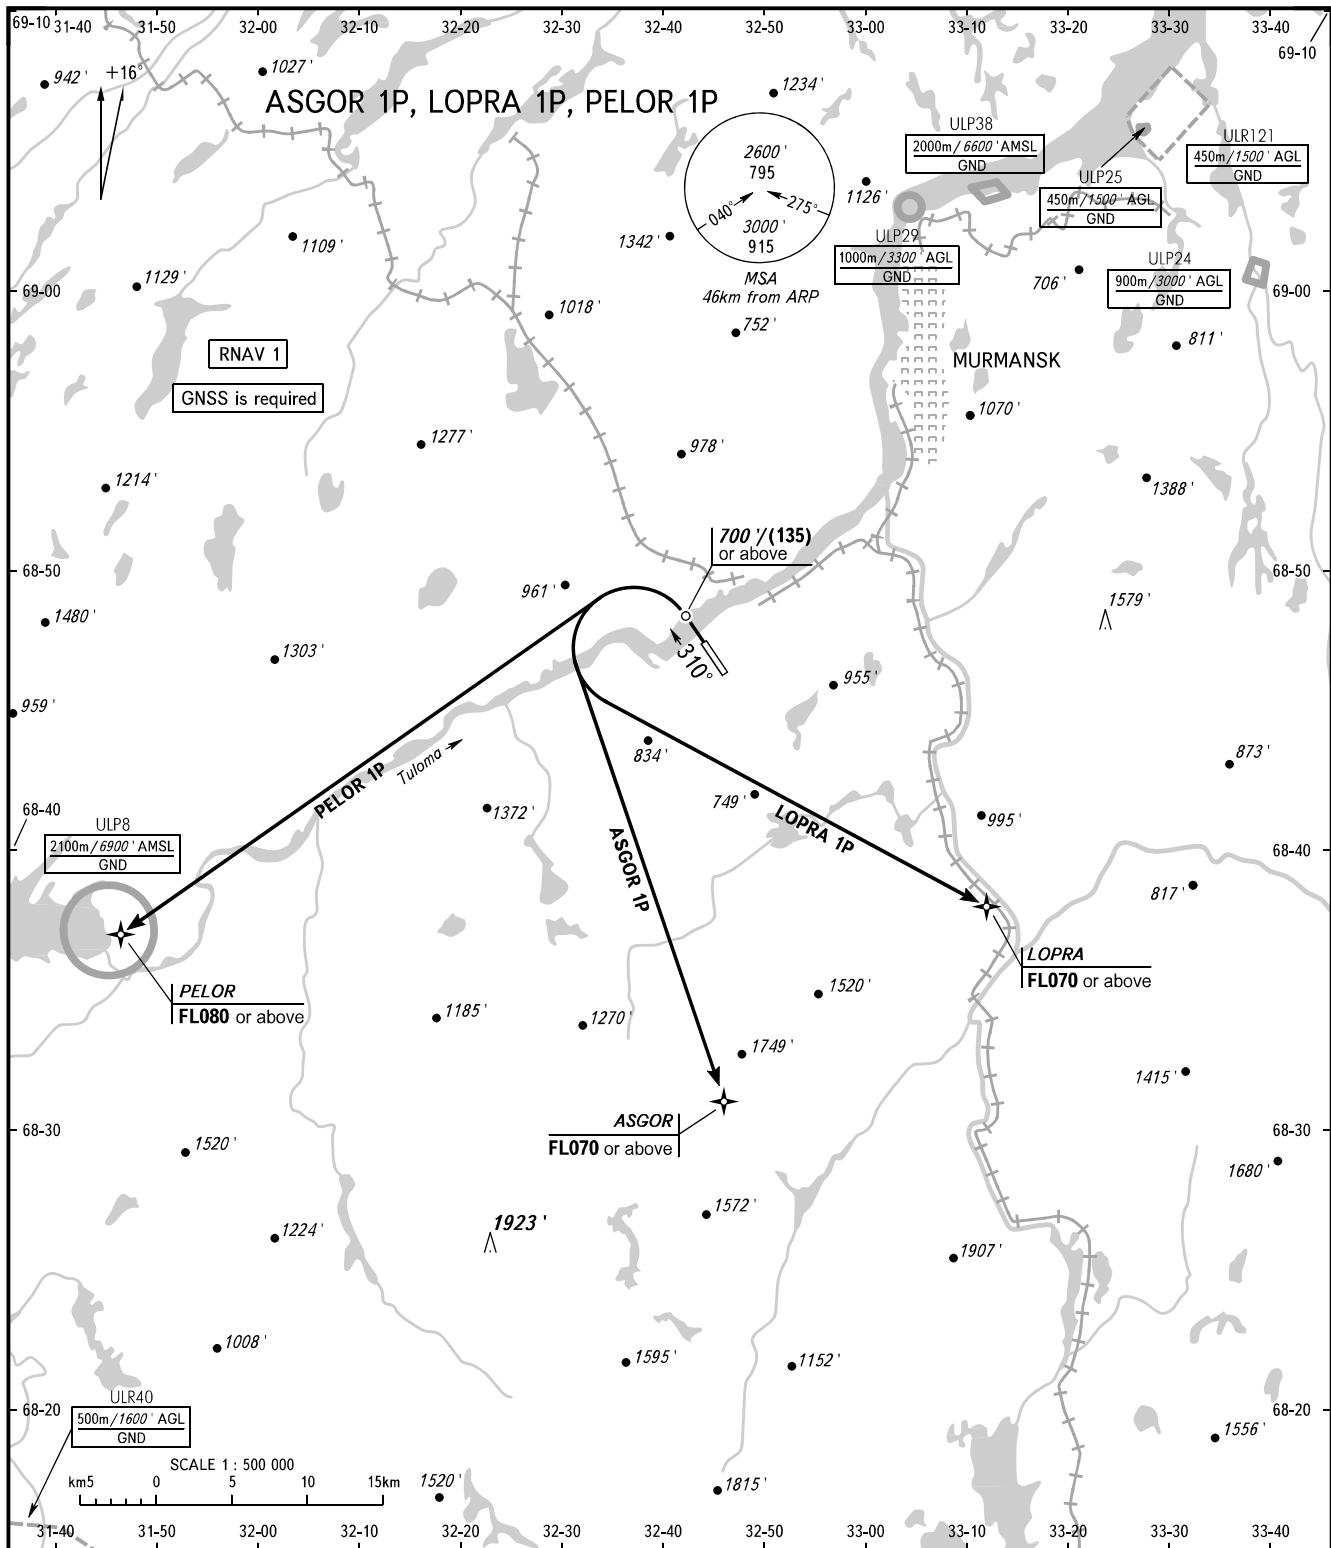 69-10
31-40
31-50
32-00
32-10
32-20
32-30
32-40
32-50
33-00
33-10
33-20
33-30
33-40
69-10
+16°
942'
1027'
ASGOR 1P, LOPRA 1P, PELOR 1P
1234'
2600'
795
040°
275°
3000'
915
MSA
46km from ARP
ULP38
2000m/6600' AMSL
GND
ULR121
450m/1500' AGL
GND
ULP25
450m/1500' AGL
GND
1126'
ULP29
1000m/3300' AGL
GND
ULP24
900m/3000' AGL
GND
1109'
1342'
706'
1129'
69-00
69-00
1018'
752'
811'
RNAV 1
GNSS is required
MURMANSK
1070'
1277'
978'
1214'
1388'
700'/(135)
or above
68-50
68-50
961'
1480'
1579'
1303'
310°
955'
959'
834'
873'
Tuloma
PELOR 1P
749'
1372'
LOPRA 1P
995'
68-40
68-40
ULP8
2100m/6900' AMSL
GND
ASGOR 1P
817'
LOPRA
FL070 or above
PELOR
FL080 or above
1520'
1185'
1270'
1749'
1415'
ASGOR
FL070 or above
68-30
68-30
1520'
1680'
1572'
1224'
1923'
1907'
1008'
1595'
1152'
ULR40
500m/1600' AGL
GND
68-20
68-20
1556'
SCALE 1 : 500 000
km5
0
5
10
15km
1520'
1815'
31-40
31-50
32-00
32-10
32-20
32-30
32-40
32-50
33-00
33-10
33-20
33-30
33-40